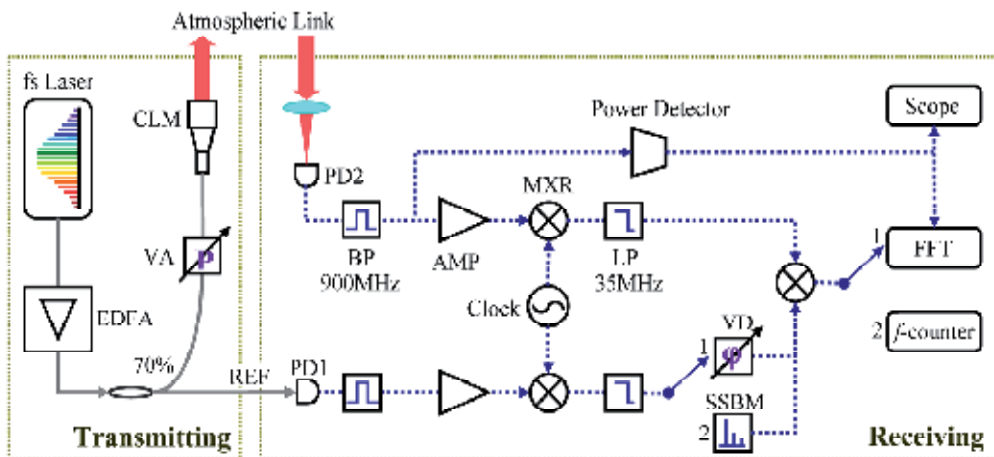 Atmospheric Link
fs Laser
CLM
VA
p
EDFA
70%
REF
Transmitting
PD2
BP
900MHz
AMP
MXR
LP
35MHz
Power Detector
Scope
1
FFT
2
f-counter
Clock
PD1
1
VD
φ
SSBM
2
Receiving